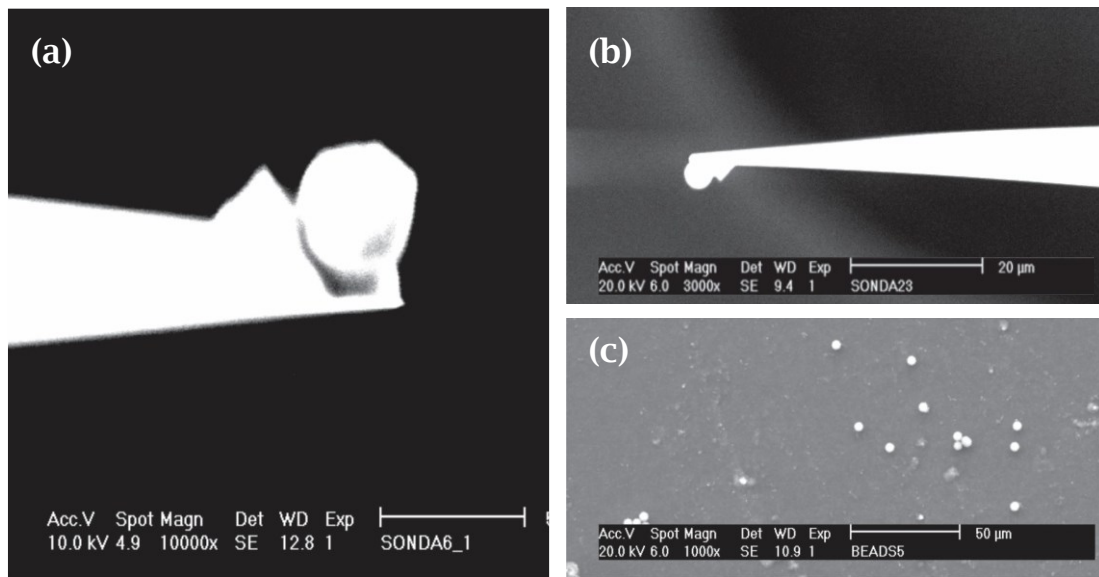 (a)
Acc.V Spot Magn Det WD Exp
10.0 kV 4.9 10000x SE 12.8 1 SONDA6_1
(b)
Acc.V Spot Magn Det WD Exp 20 µm
20.0 kV 6.0 3000x SE 9.4 1 SONDA23
(c)
Acc.V Spot Magn Det WD Exp 50 µm
20.0 kV 6.0 1000x SE 10.9 1 BEADS5